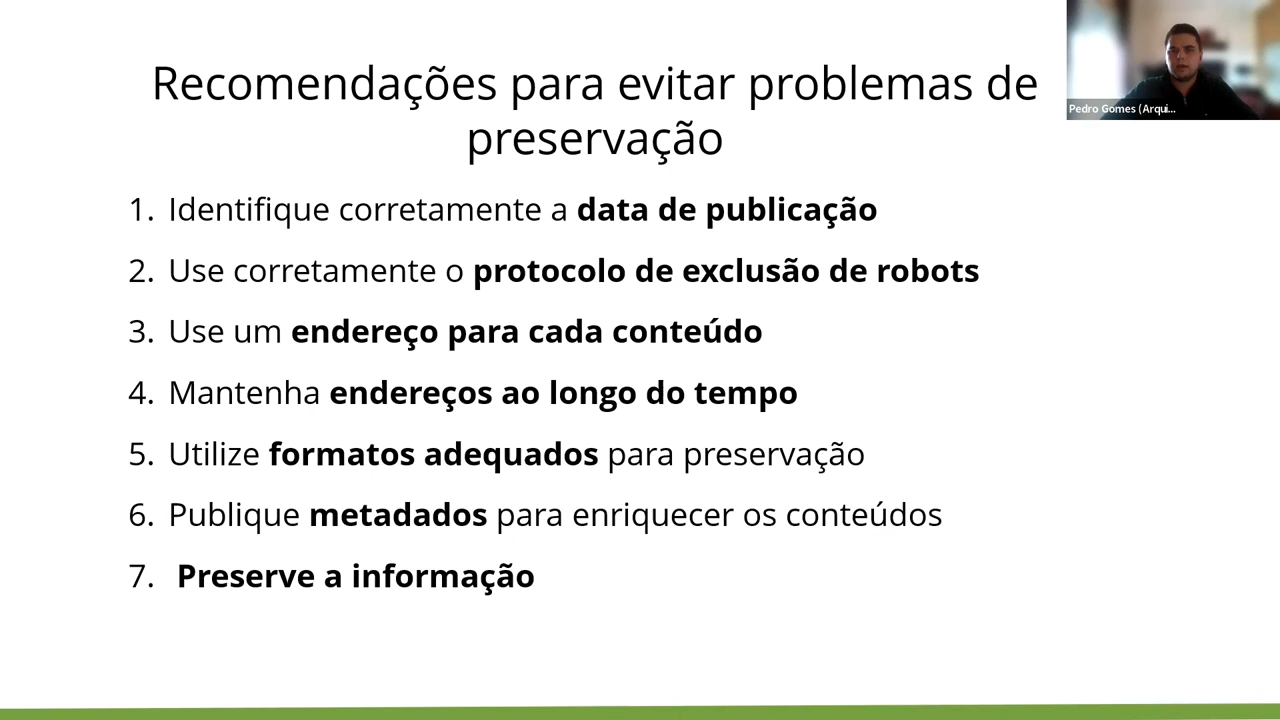 Recomendações para evitar problemas de
preservação
1. Identifique corretamente a data de publicação
2. Use corretamente o protocolo de exclusão de robots
3. Use um endereço para cada conteúdo
4. Mantenha endereços ao longo do tempo
5. Utilize formatos adequados para preservação
6. Publique metadados para enriquecer os conteúdos
7. Preserve a informação
Pedro Gomes (Arqui...